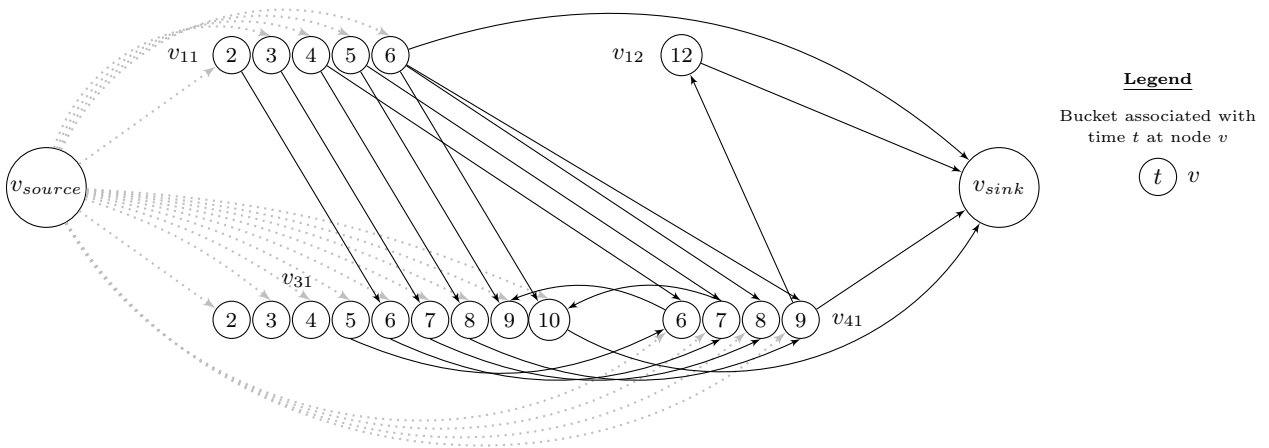 v11 2 3 4 5 6
v12 12
Legend
Bucket associated with
time t at node v
t v
vsource
vsink
v31
2 3 4 5 6 7 8 9 10
6 7 8 9 v41